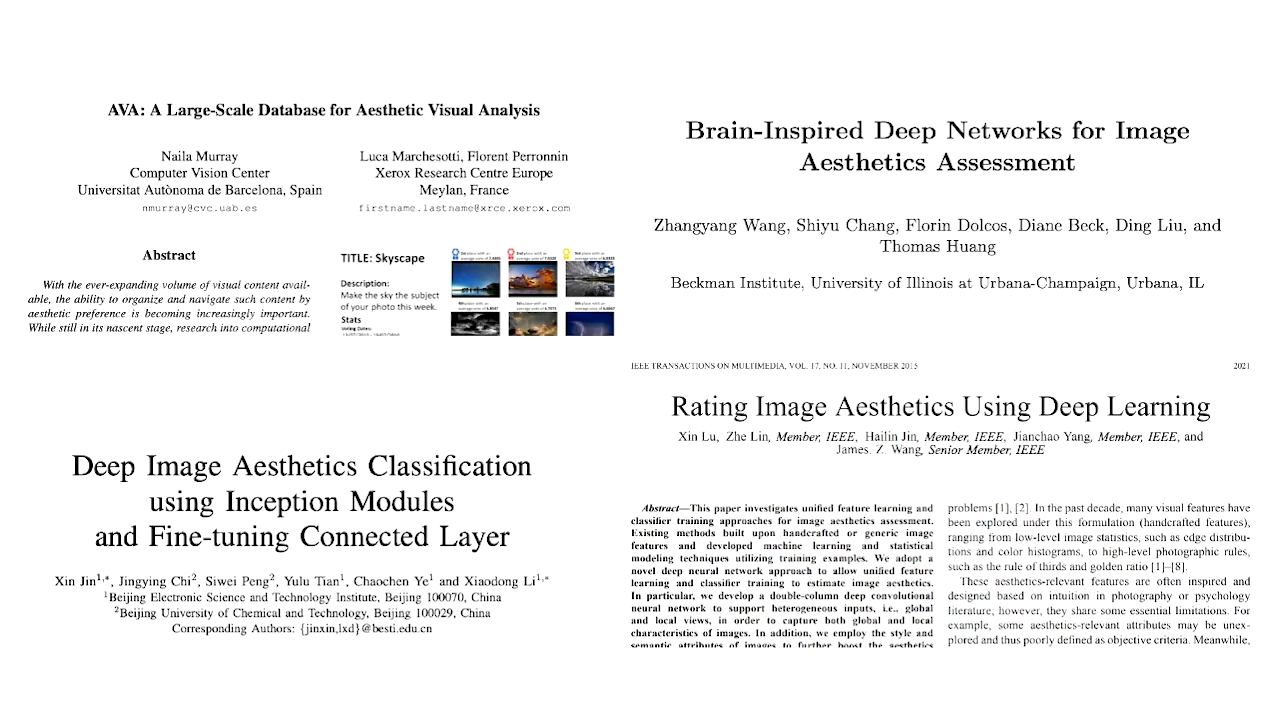 AVA: A Large-Scale Database for Aesthetic Visual Analysis
Naila Murray
Computer Vision Center
Universitat Autònoma de Barcelona, Spain
nmurray@cvc.uab.es
Luca Marchesotti, Florent Perronnin
Xerox Research Centre Europe
Meylan, France
firstname.lastname@xrce.xerox.com
Abstract
With the ever-expanding volume of visual content avail-
able, the ability to organize and navigate such content by
aesthetic preference is becoming increasingly important.
While still in its nascent stage, research into computational
TITLE: Skyscape
Description:
Make the sky the subject
of your photo this week.
Stats
Brain-Inspired Deep Networks for Image
Aesthetics Assessment
Zhangyang Wang, Shiyu Chang, Florin Dolcos, Diane Beck, Ding Liu, and
Thomas Huang
Beckman Institute, University of Illinois at Urbana-Champaign, Urbana, IL
Deep Image Aesthetics Classification
using Inception Modules
and Fine-tuning Connected Layer
Xin Jin1,*, Jingying Chi2, Siwei Peng2, Yulu Tian1, Chaochen Ye1 and Xiaodong Li1,*
1Beijing Electronic Science and Technology Institute, Beijing 100070, China
2Beijing University of Chemical and Technology, Beijing 100029, China
Corresponding Authors: {jinxin,lxd}@besti.edu.cn
IEEE TRANSACTIONS ON MULTIMEDIA, VOL. 17, NO. 11, NOVEMBER 2015
2021
Rating Image Aesthetics Using Deep Learning
Xin Lu, Zhe Lin, Member, IEEE, Hailin Jin, Member, IEEE, Jianchao Yang, Member, IEEE, and
James. Z. Wang, Senior Member, IEEE
Abstract—This paper investigates unified feature learning and
classifier training approaches for image aesthetics assessment.
Existing methods built upon handcrafted or generic image
features and developed machine learning and statistical
modeling techniques utilizing training examples. We adopt a
novel deep neural network approach to allow unified feature
learning and classifier training to estimate image aesthetics.
In particular, we develop a double-column deep convolutional
neural network to support heterogeneous inputs, i.e., global
and local views, in order to capture both global and local
characteristics of images. In addition, we employ the style and
semantic attributes of images to further boost the aesthetics
problems [1], [2]. In the past decade, many visual features have
been explored under this formulation (handcrafted features),
ranging from low-level image statistics, such as edge distribu-
tions and color histograms, to high-level photographic rules,
such as the rule of thirds and golden ratio [1]–[8].
These aesthetics-relevant features are often inspired and
designed based on intuition in photography or psychology
literature; however, they share some essential limitations. For
example, some aesthetics-relevant attributes may be unex-
plored and thus poorly defined as objective criteria. Meanwhile,